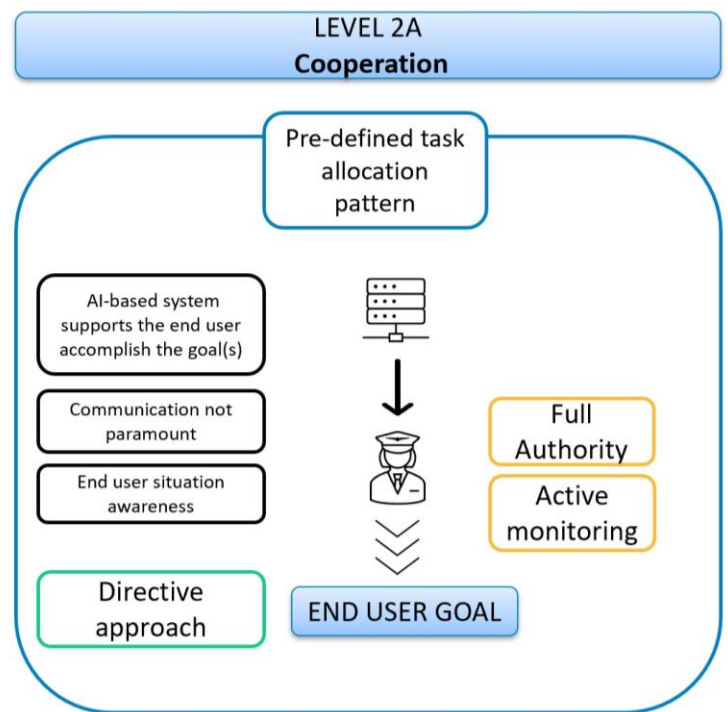 LEVEL 2A
Cooperation
Pre-defined task
allocation
pattern
AI-based system
supports the end user
accomplish the goal(s)
Communication not
paramount
End user situation
awareness
Full
Authority
Active
monitoring
Directive
approach
END USER GOAL